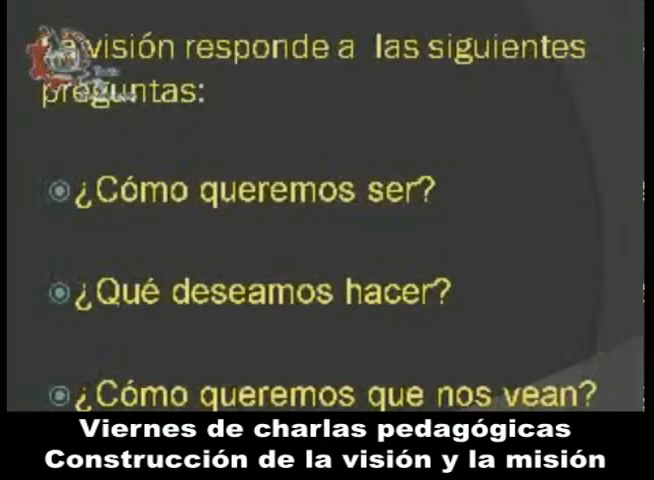 La visión responde a las siguientes
preguntas:
¿Cómo queremos ser?
¿Qué deseamos hacer?
¿Cómo queremos que nos vean?
Viernes de charlas pedagógicas
Construcción de la visión y la misión